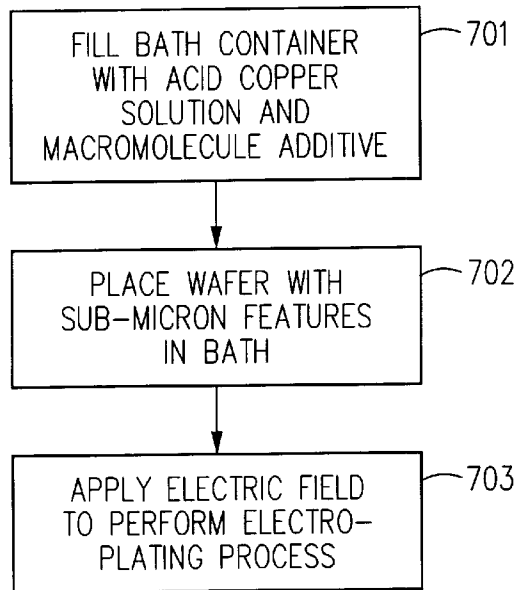 FILL BATH CONTAINER
WITH ACID COPPER
SOLUTION AND
MACROMOLECULE ADDITIVE
701
PLACE WAFER WITH
SUB-MICRON FEATURES
IN BATH
702
APPLY ELECTRIC FIELD
TO PERFORM ELECTRO-
PLATING PROCESS
703